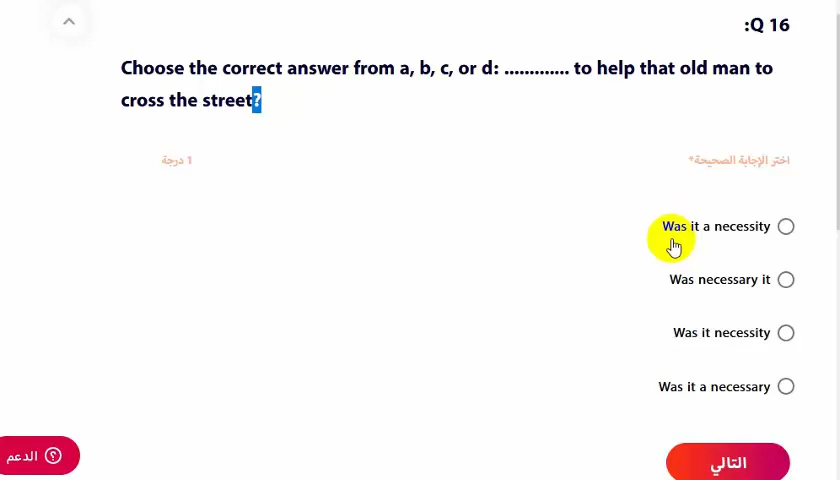 :Q 16
Choose the correct answer from a, b, c, or d: ............. to help that old man to
cross the street?
اختر الإجابة الصحيحة*
1 درجة
Was it a necessity
Was necessary it
Was it necessity
Was it a necessary
التالي
الدعم